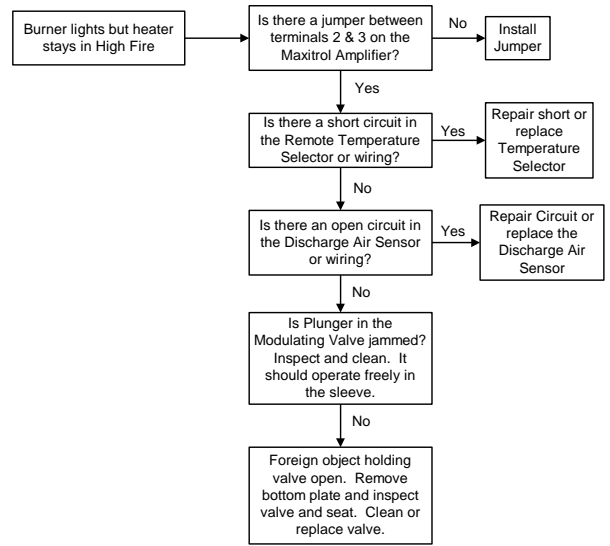 Burner lights but heater
stays in High Fire
Is there a jumper between
terminals 2 & 3 on the
Maxitrol Amplifier?
No
Install
Jumper
Yes
Is there a short circuit in
the Remote Temperature
Selector or wiring?
Yes
Repair short or
replace
Temperature
Selector
No
Is there an open circuit in
the Discharge Air Sensor
or wiring?
Yes
Repair Circuit or
replace the
Discharge Air
Sensor
No
Is Plunger in the
Modulating Valve jammed?
Inspect and clean. It
should operate freely in
the sleeve.
No
Foreign object holding
valve open. Remove
bottom plate and inspect
valve and seat. Clean or
replace valve.